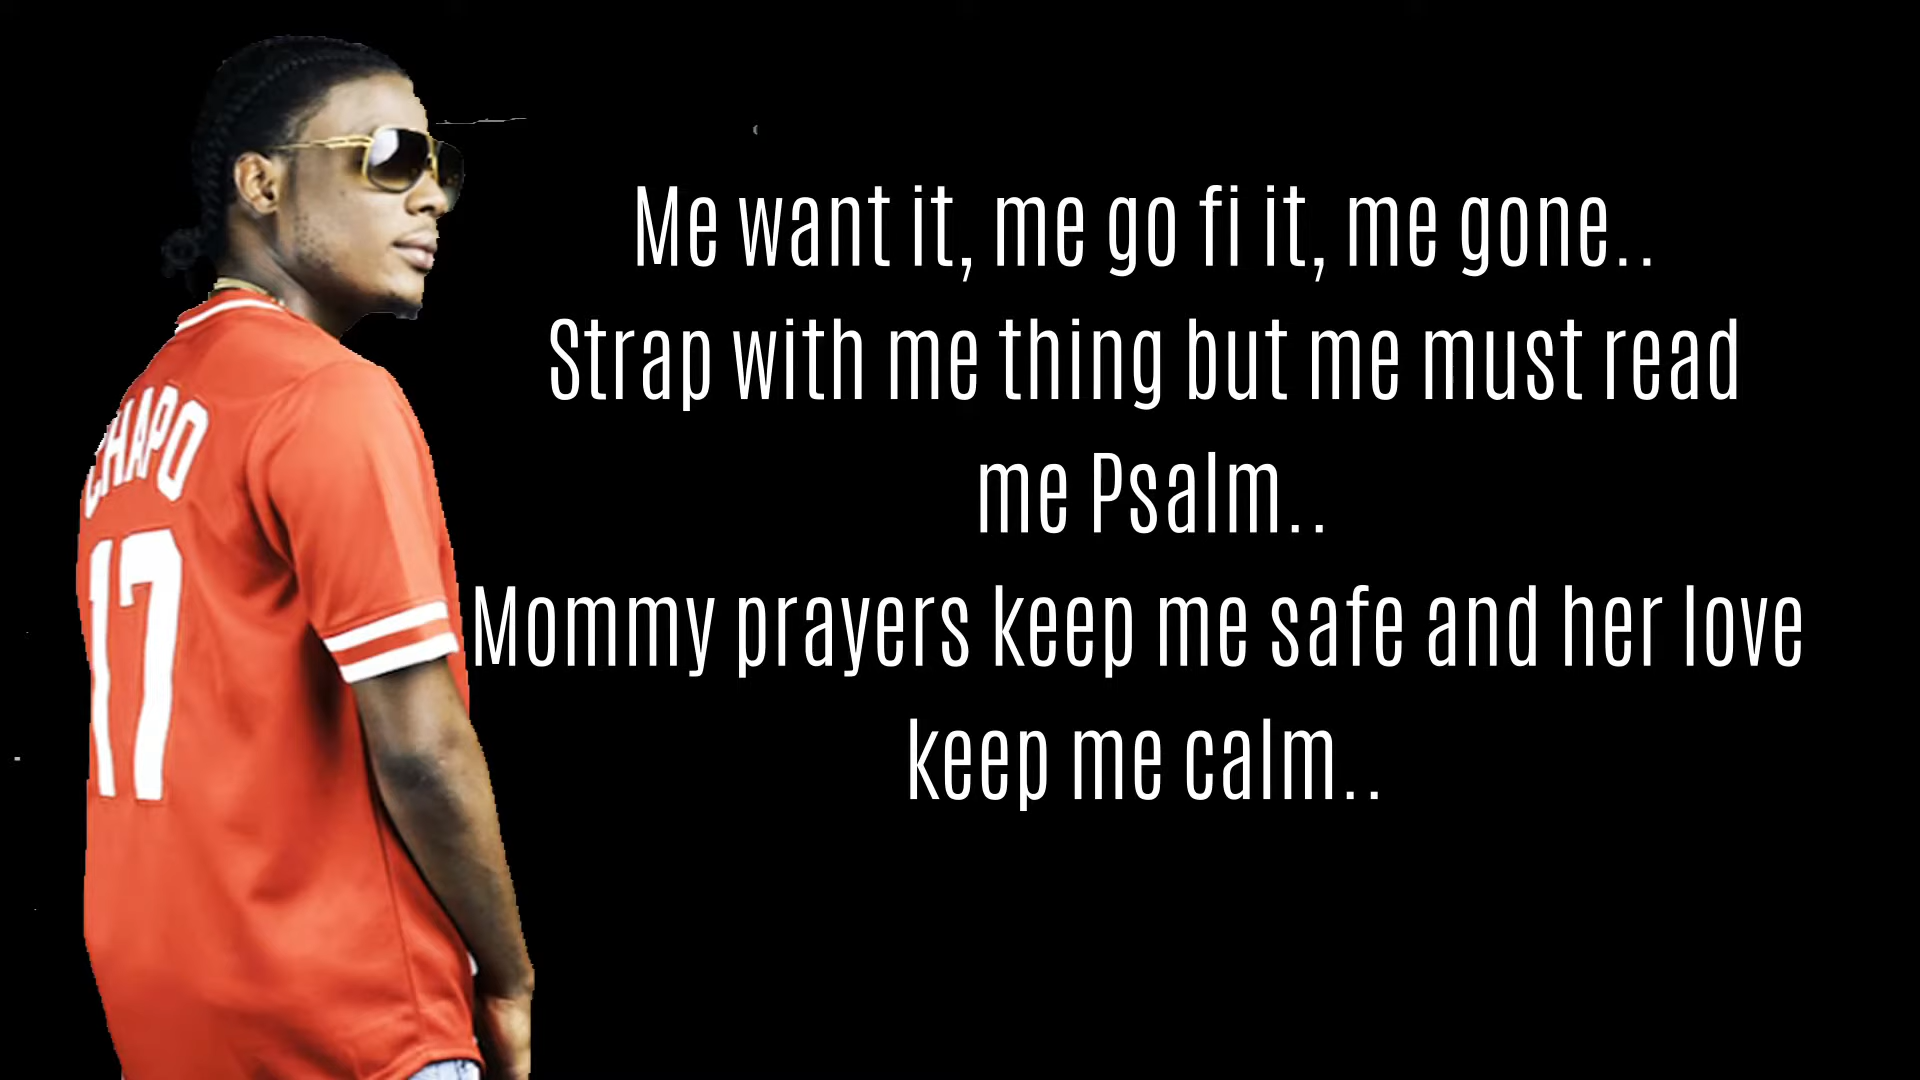 Me want it, me go fi it, me gone..
Strap with me thing but me must read
me Psalm..
Mommy prayers keep me safe and her love
keep me calm..
CHAPO
17